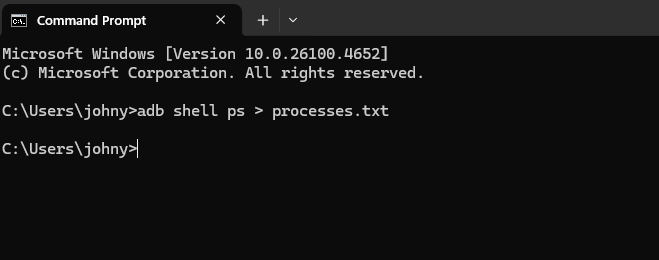 Command Prompt
Microsoft Windows [Version 10.0.26100.4652]
(c) Microsoft Corporation. All rights reserved.
C:\Users\johny>adb shell ps > processes.txt
C:\Users\johny>